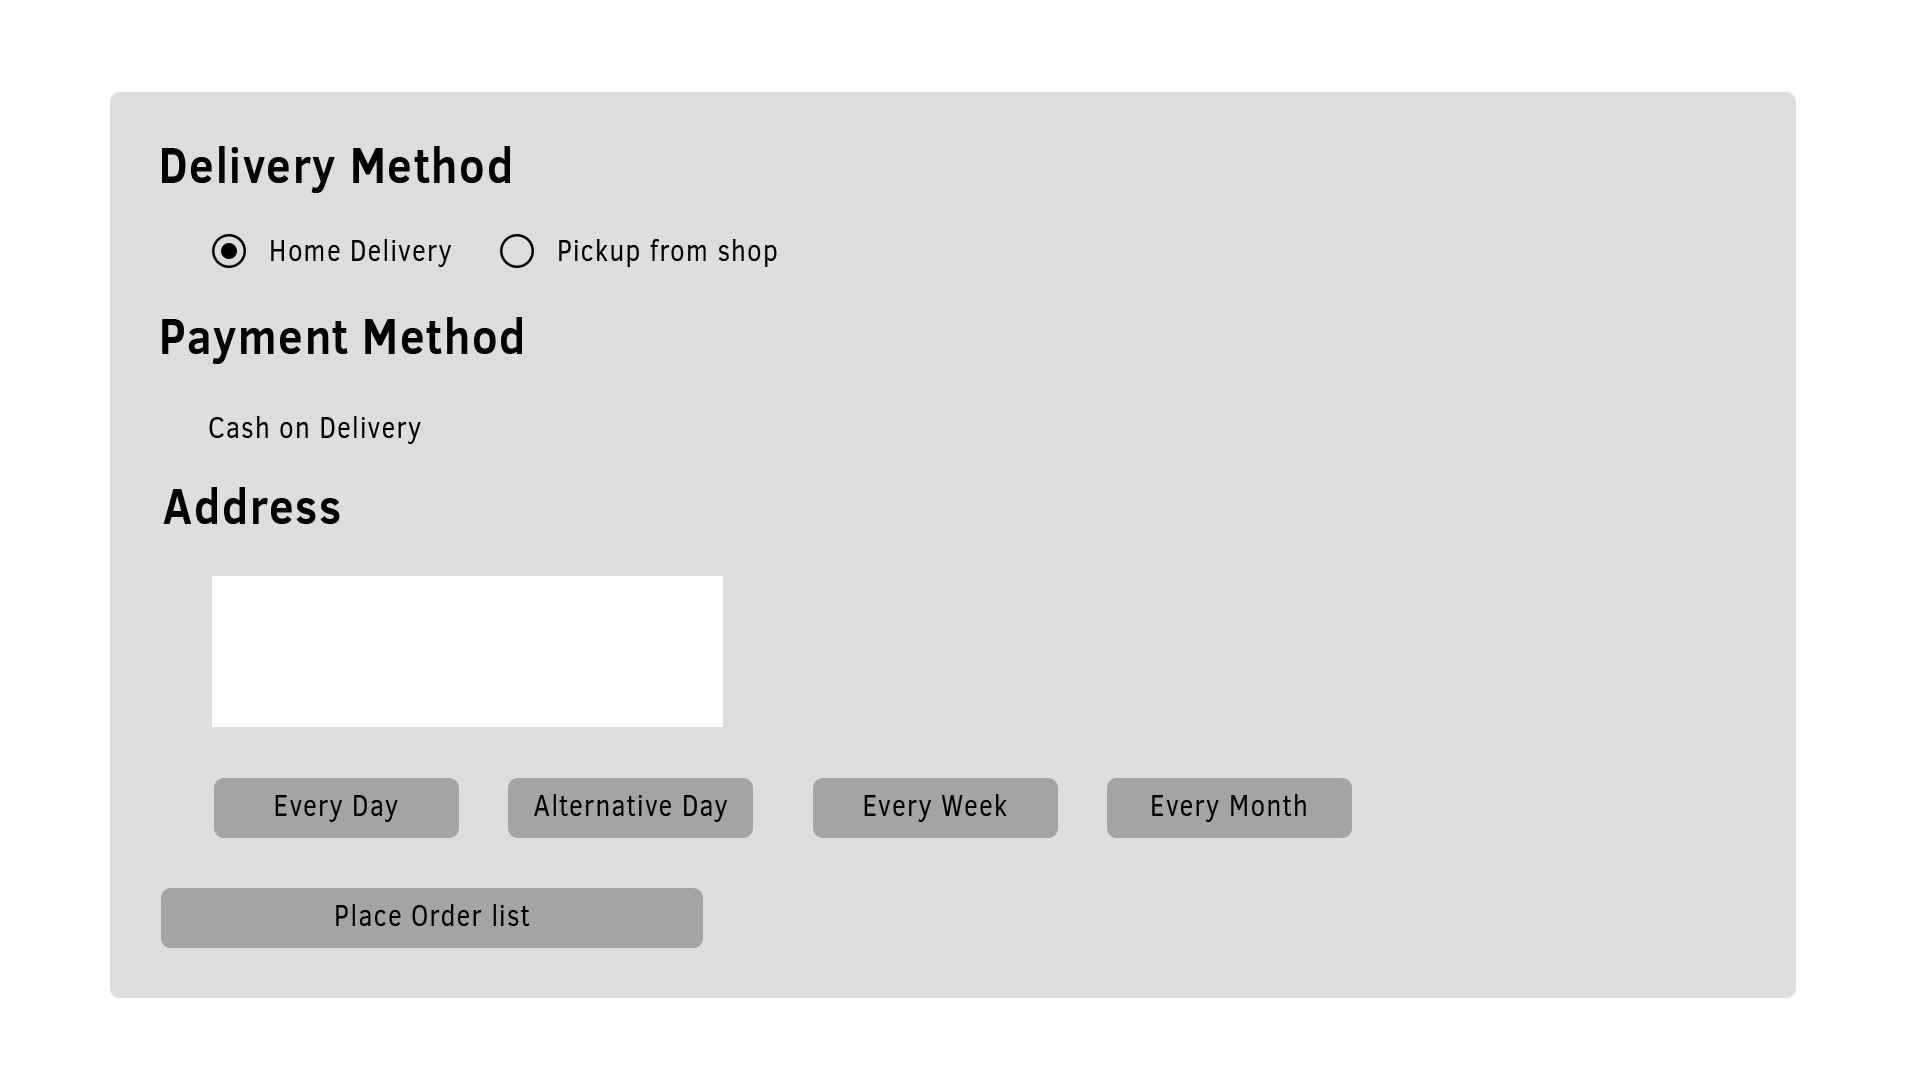 Delivery Method
Home Delivery Pickup from shop
Payment Method
Cash on Delivery
Address
Every Day Alternative Day Every Week Every Month
Place Order list